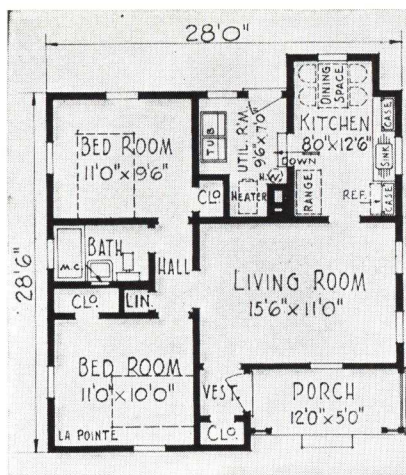 28'0"
DINING
SPACE
CASE
KITCHEN
8'0"x12'6"
SINK
TUB
UTIL. R'M.
9'6"x7'0"
DOWN
BED ROOM
11'0"x9'6"
CLO
HEATER
H.W.
RANGE
REF.
CASE
28'6"
BATH
M.C.
HALL
LIVING ROOM
15'6"x11'0"
CLO.
LIN.
BED ROOM
11'0"x10'0"
VEST.
PORCH
12'0"x5'0"
LA POINTE
CLO.